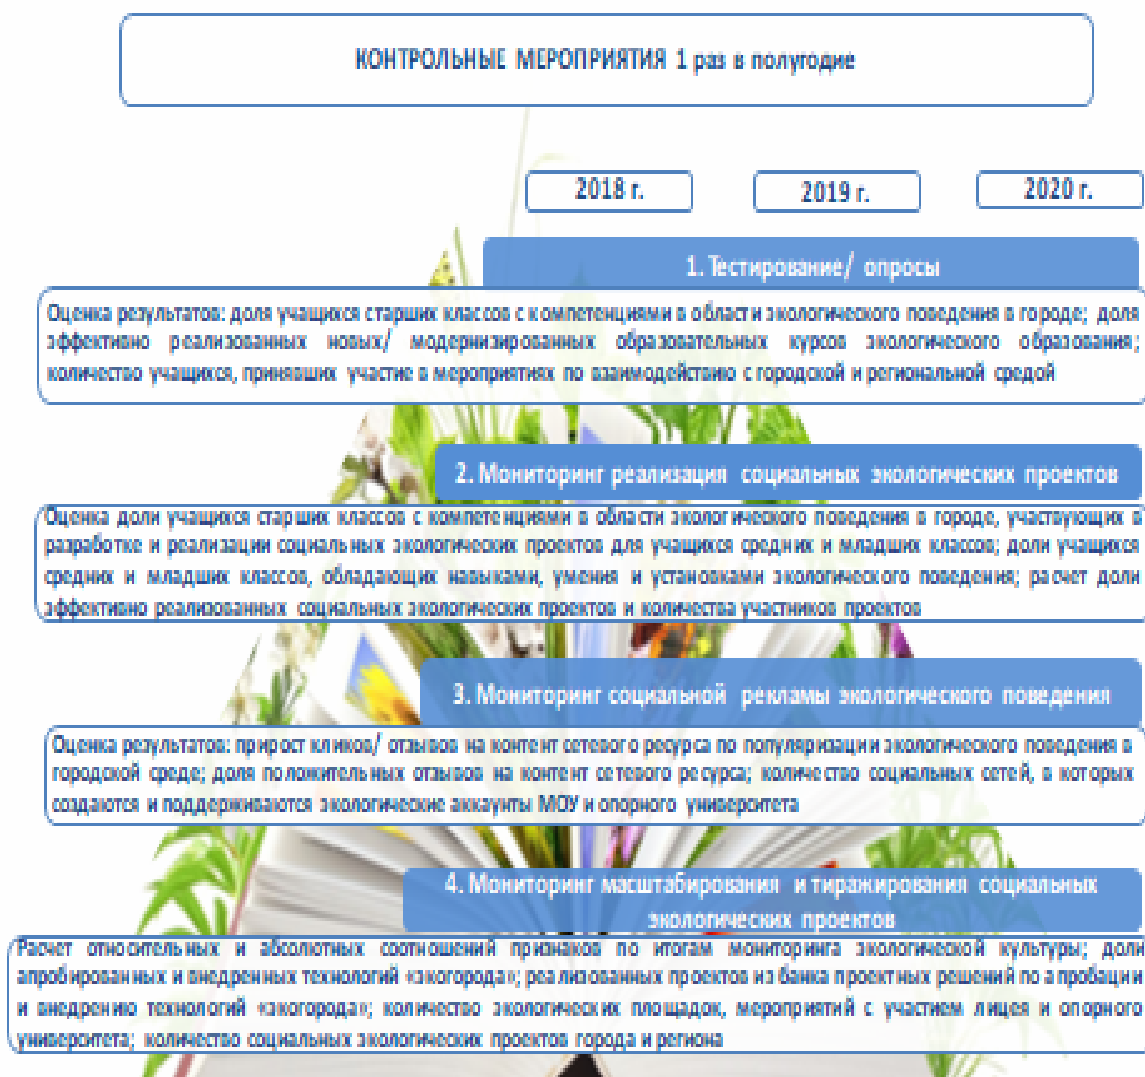 КОНТРОЛЬНЫЕ МЕРОПРИЯТИЯ 1 раз в полугодие
2018 г. 2019 г. 2020 г.
1. Тестирование/ опросы
Оценка результатов: доля учащихся старших классов с компетенциями в области экологического поведения в городе; доля
эффективно реализованных новых/ модернизированных образовательных курсов экологического образования;
количество учащихся, принявших участие в мероприятиях по взаимодействию с городской и региональной средой
2. Мониторинг реализация социальных экологических проектов
Оценка доли учащихся старших классов с компетенциями в области экологического поведения в городе, участвующих в
разработке и реализации социальных экологических проектов для учащихся средних и младших классов; доли учащихся
средних и младших классов, обладающих навыками, умения и установками экологического поведения; расчет доли
эффективно реализованных социальных экологических проектов и количества участников проектов
3. Мониторинг социальной рекламы экологического поведения
Оценка результатов: прирост кликов/ отзывов на контент сетевого ресурса по популяризации экологического поведения в
городской среде; доля положительных отзывов на контент сетевого ресурса; количество социальных сетей, в которых
создаются и поддерживаются экологические аккаунты МОУ и опорного университета
4. Мониторинг масштабирования и тиражирования социальных
экологических проектов
Расчет относительных и абсолютных соотношений признаков по итогам мониторинга экологической культуры; доли
апробированных и внедренных технологий «экогорода»; реализованных проектов из банка проектных решений по апробации
и внедрению технологий «экогорода»; количество экологических площадок, мероприятий с участием лицея и опорного
университета; количество социальных экологических проектов города и региона